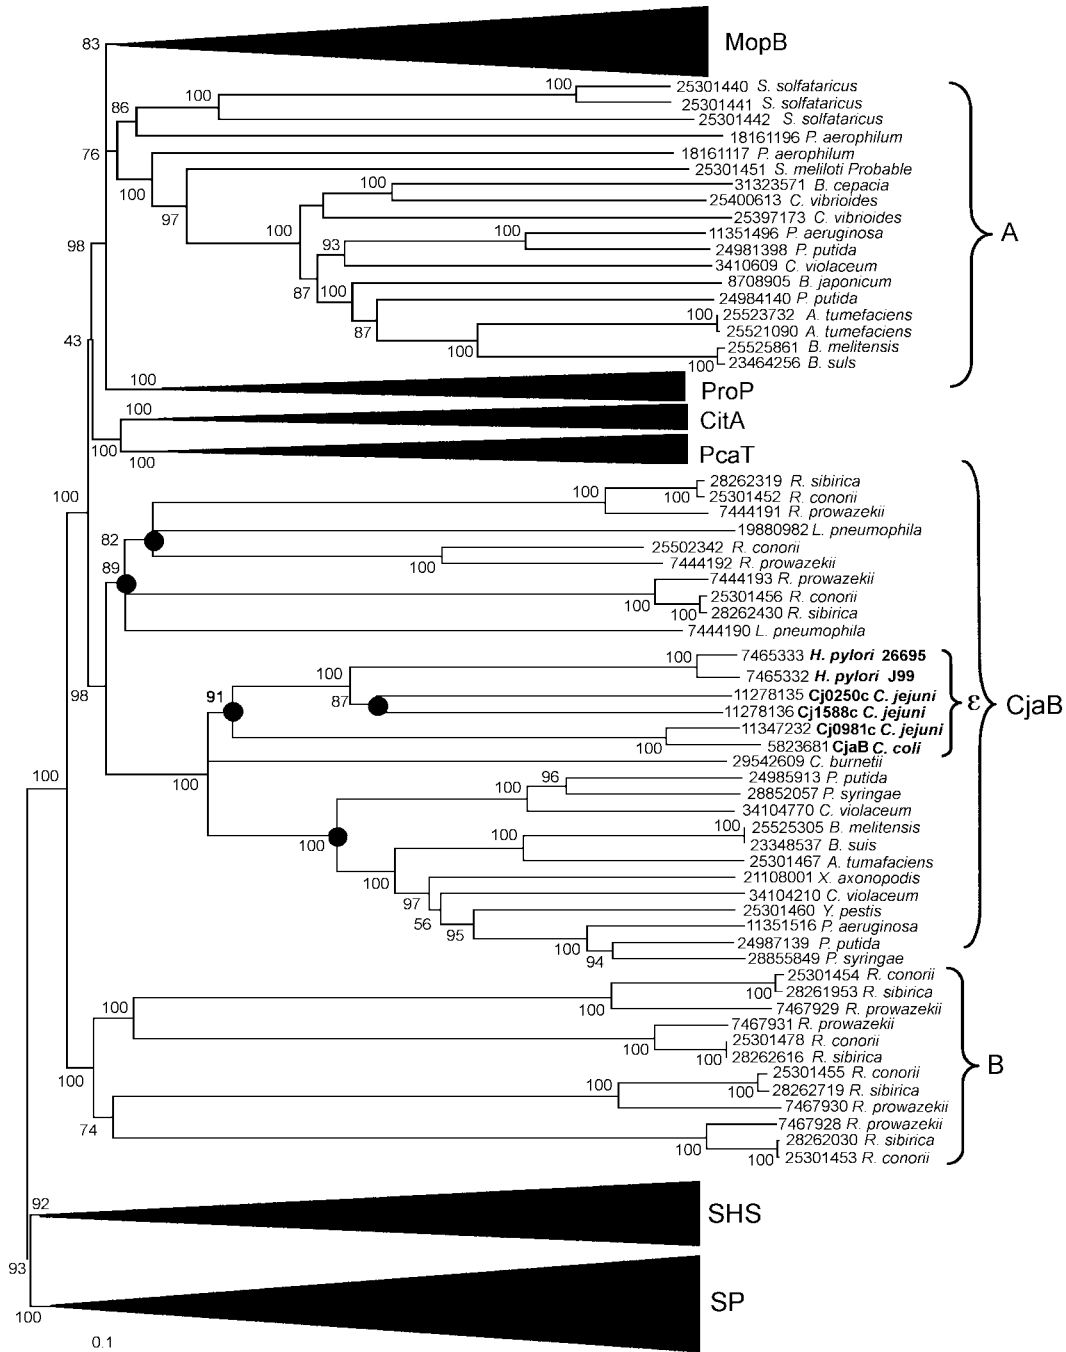 83
MopB
100
25301440 S. solfataricus
86
100
25301441 S. solfataricus
25301442 S. solfataricus
18161196 P. aerophilum
76
18161117 P. aerophilum
25301451 S. meliloti Probable
100
100
31323571 B. cepacia
97
25400613 C. vibrioides
25397173 C. vibrioides
100
100
11351496 P. aeruginosa
A
98
93
24981398 P. putida
3410609 C. violaceum
87
100
8708905 B. japonicum
24984140 P. putida
87
100
25523732 A. tumefaciens
25521090 A. tumefaciens
43
100
25525861 B. melitensis
100
23464256 B. suls
100
ProP
100
CitA
100
100
PcaT
28262319 R. sibirica
100
100
25301452 R. conorii
100
7444191 R. prowazekii
19880982 L. pneumophila
82
25502342 R. conorii
100
7444192 R. prowazekii
89
7444193 R. prowazekii
100
25301456 R. conorii
100
28262430 R. sibirica
7444190 L. pneumophila
100
7465333 H. pylori 26695
100
7465332 H. pylori J99
98
91
87
11278135 Cj0250c C. jejuni
ε
CjaB
11278136 Cj1588c C. jejuni
11347232 Cj0981c C. jejuni
100
5823681 CjaB C. coli
29542609 C. burnetii
100
100
96
24985913 P. putida
28852057 P. syringae
34104770 C. violaceum
100
100
100
25525305 B. melitensis
23348537 B. suis
25301467 A. tumafaciens
100
21108001 X. axonopodis
97
34104210 C. violaceum
56
25301460 Y. pestis
95
11351516 P. aeruginosa
100
24987139 P. putida
94
28855849 P. syringae
25301454 R. conorii
100
100
28261953 R. sibirica
100
7467929 R. prowazekii
7467931 R. prowazekii
100
25301478 R. conorii
100
28262616 R. sibirica
B
100
25301455 R. conorii
100
100
28262719 R. sibirica
7467930 R. prowazekii
74
7467928 R. prowazekii
100
28262030 R. sibirica
100
25301453 R. conorii
92
SHS
93
SP
100
0.1